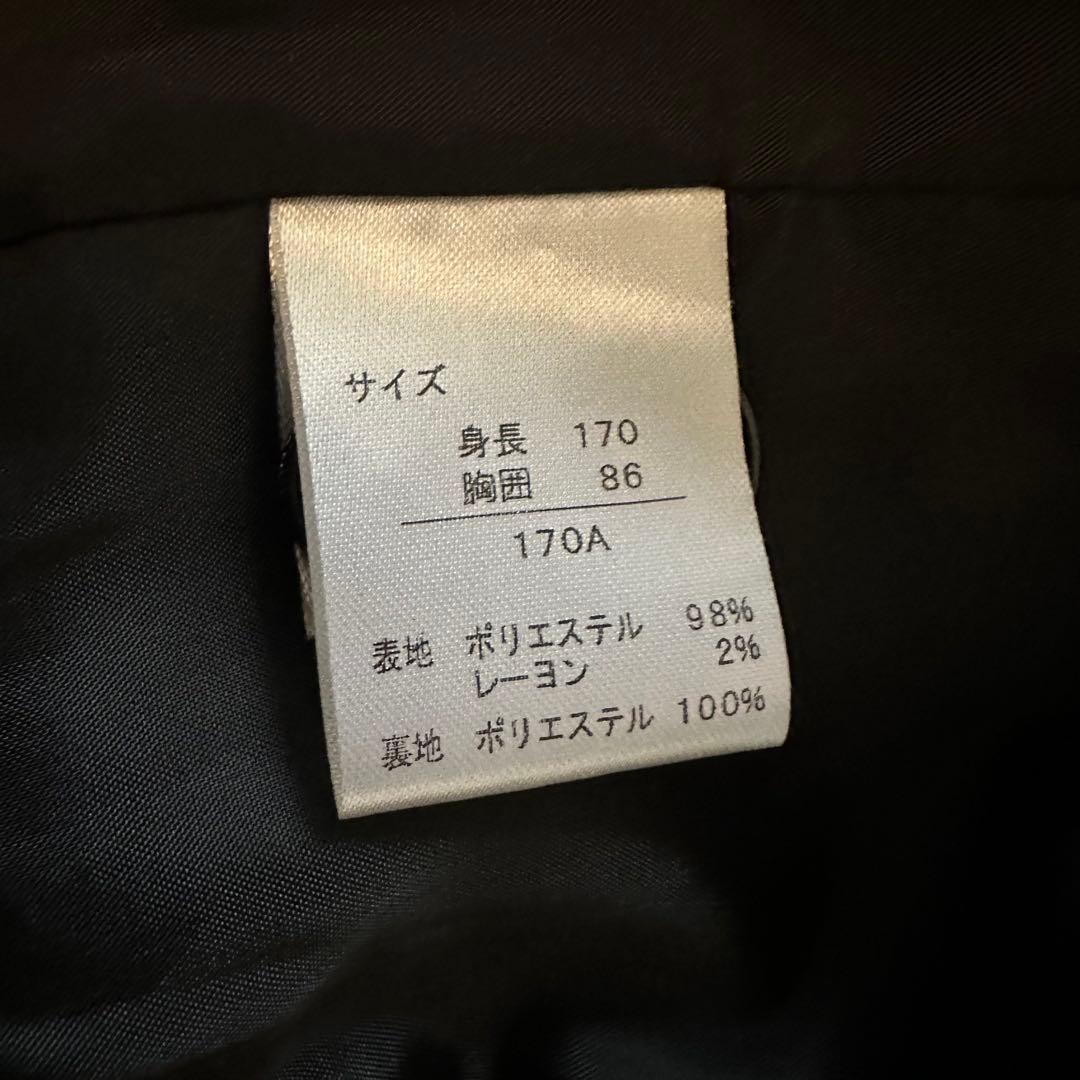 サイズ
身長 170
胸囲 86
170A
表地 ポリエステル 98%
レーヨン 2%
裏地 ポリエステル 100%